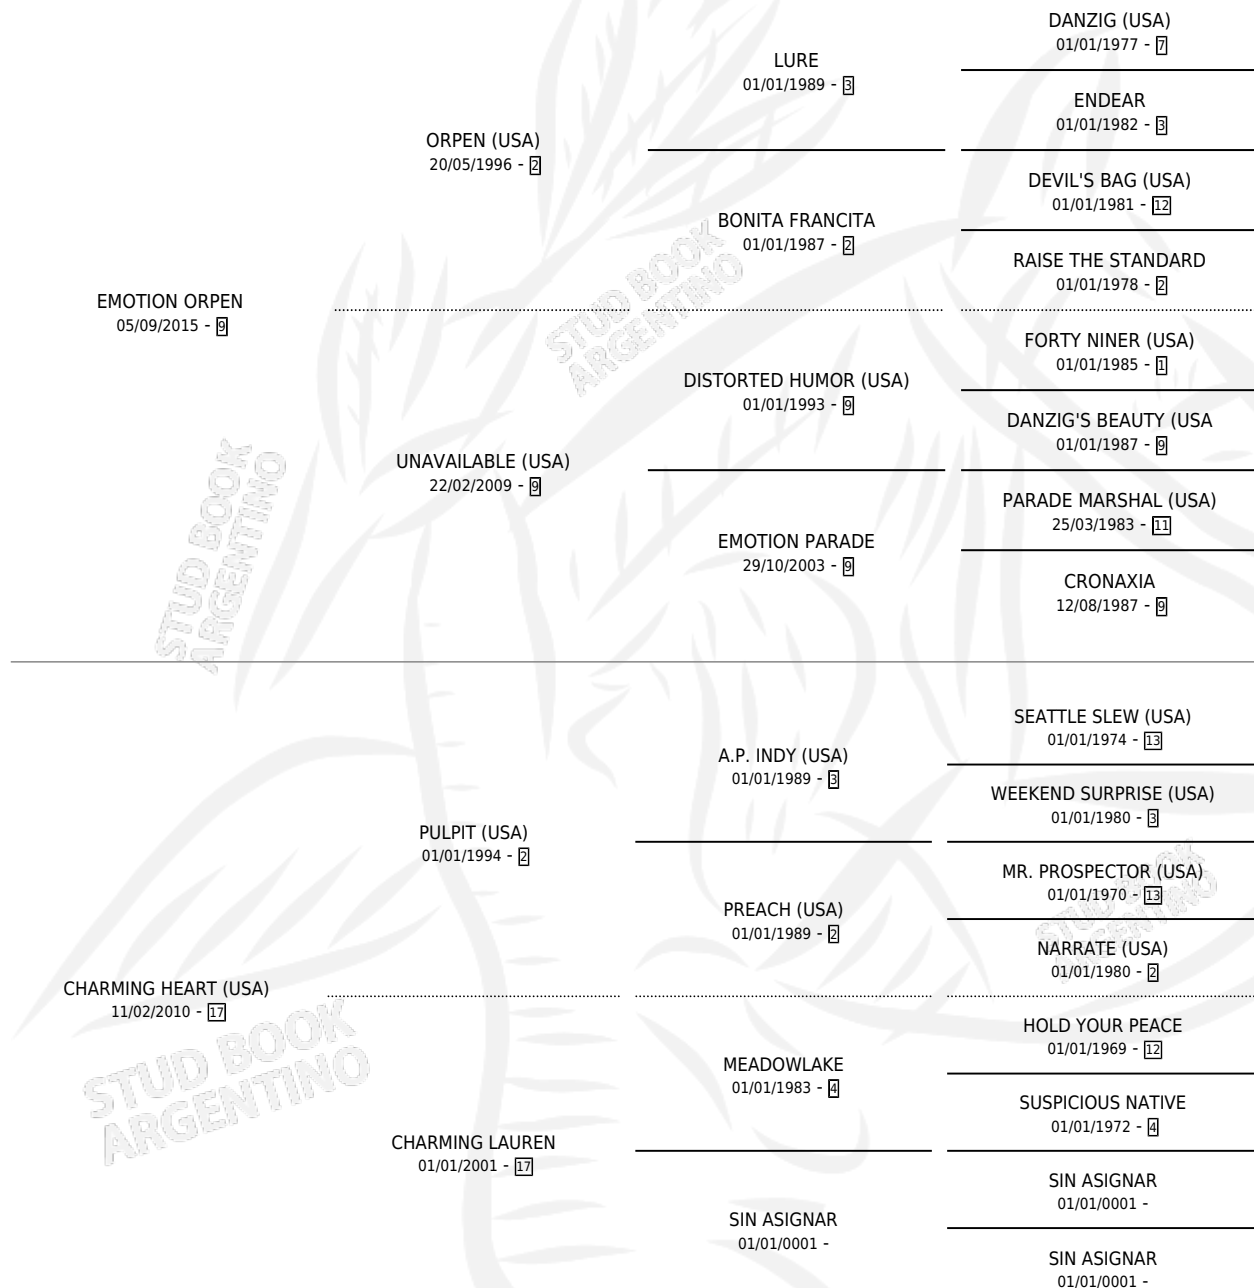 DANZIG (USA)
01/01/1977 - 7
LURE
01/01/1989 - 3
ENDEAR
01/01/1982 - 3
ORPEN (USA)
20/05/1996 - 2
DEVIL'S BAG (USA)
01/01/1981 - 12
BONITA FRANCITA
01/01/1987 - 2
RAISE THE STANDARD
01/01/1978 - 2
EMOTION ORPEN
05/09/2015 - 9
FORTY NINER (USA)
01/01/1985 - 1
DISTORTED HUMOR (USA)
01/01/1993 - 9
DANZIG'S BEAUTY (USA
01/01/1987 - 9
UNAVAILABLE (USA)
22/02/2009 - 9
PARADE MARSHAL (USA)
25/03/1983 - 11
EMOTION PARADE
29/10/2003 - 9
CRONAXIA
12/08/1987 - 9
SEATTLE SLEW (USA)
01/01/1974 - 13
A.P. INDY (USA)
01/01/1989 - 3
WEEKEND SURPRISE (USA)
01/01/1980 - 3
PULPIT (USA)
01/01/1994 - 2
MR. PROSPECTOR (USA)
01/01/1970 - 13
PREACH (USA)
01/01/1989 - 2
NARRATE (USA)
01/01/1980 - 2
CHARMING HEART (USA)
11/02/2010 - 17
HOLD YOUR PEACE
01/01/1969 - 12
MEADOWLAKE
01/01/1983 - 4
SUSPICIOUS NATIVE
01/01/1972 - 4
CHARMING LAUREN
01/01/2001 - 17
SIN ASIGNAR
01/01/0001 -
SIN ASIGNAR
01/01/0001 -
SIN ASIGNAR
01/01/0001 -
STUD BOOK
ARGENTINO
STUD BOOK
ARGENTINO
STUD BOOK
ARGENTINO
STUD BOOK
ARGENTINO